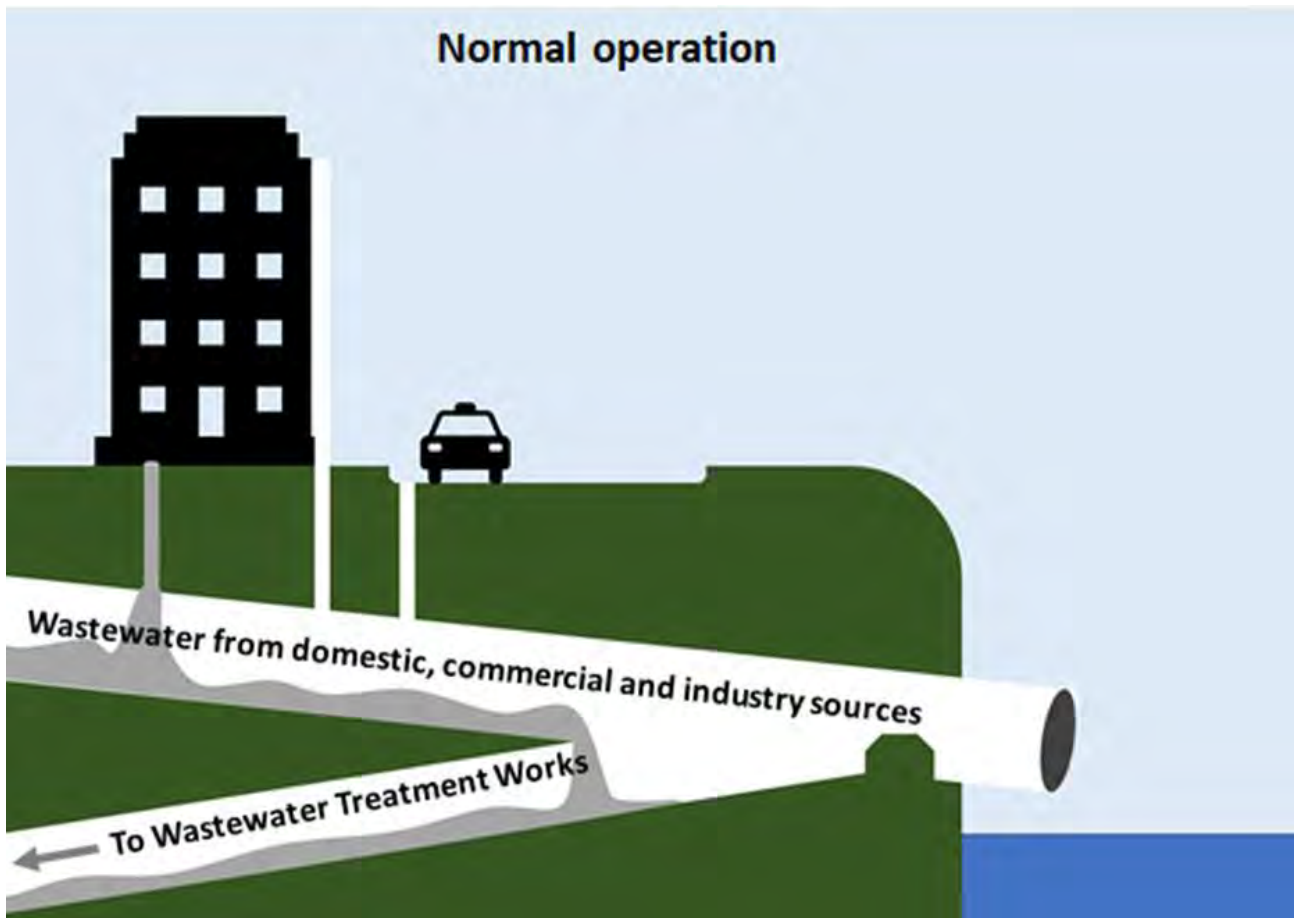 Normal operation
Wastewater from domestic, commercial and industry sources
To Wastewater Treatment Works